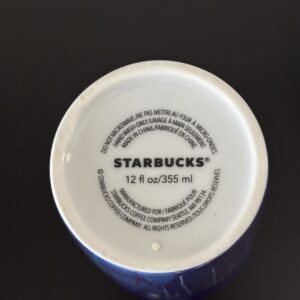 DO NOT MICROWAVE/NE PAS METTRE AU FOUR À MICRO-ONDES
HAND WASH ONLY/LAVAGE À MAIN SEULEMENT
MADE IN CHINA/FABRIQUÉ EN CHINE
STARBUCKS®
12 fl oz/355 ml
MANUFACTURED FOR / FABRIQUÉ POUR
STARBUCKS COFFEE COMPANY SEATTLE, WA 98134
© STARBUCKS COFFEE COMPANY. ALL RIGHTS RESERVED / TOUS DROITS RÉSERVÉS